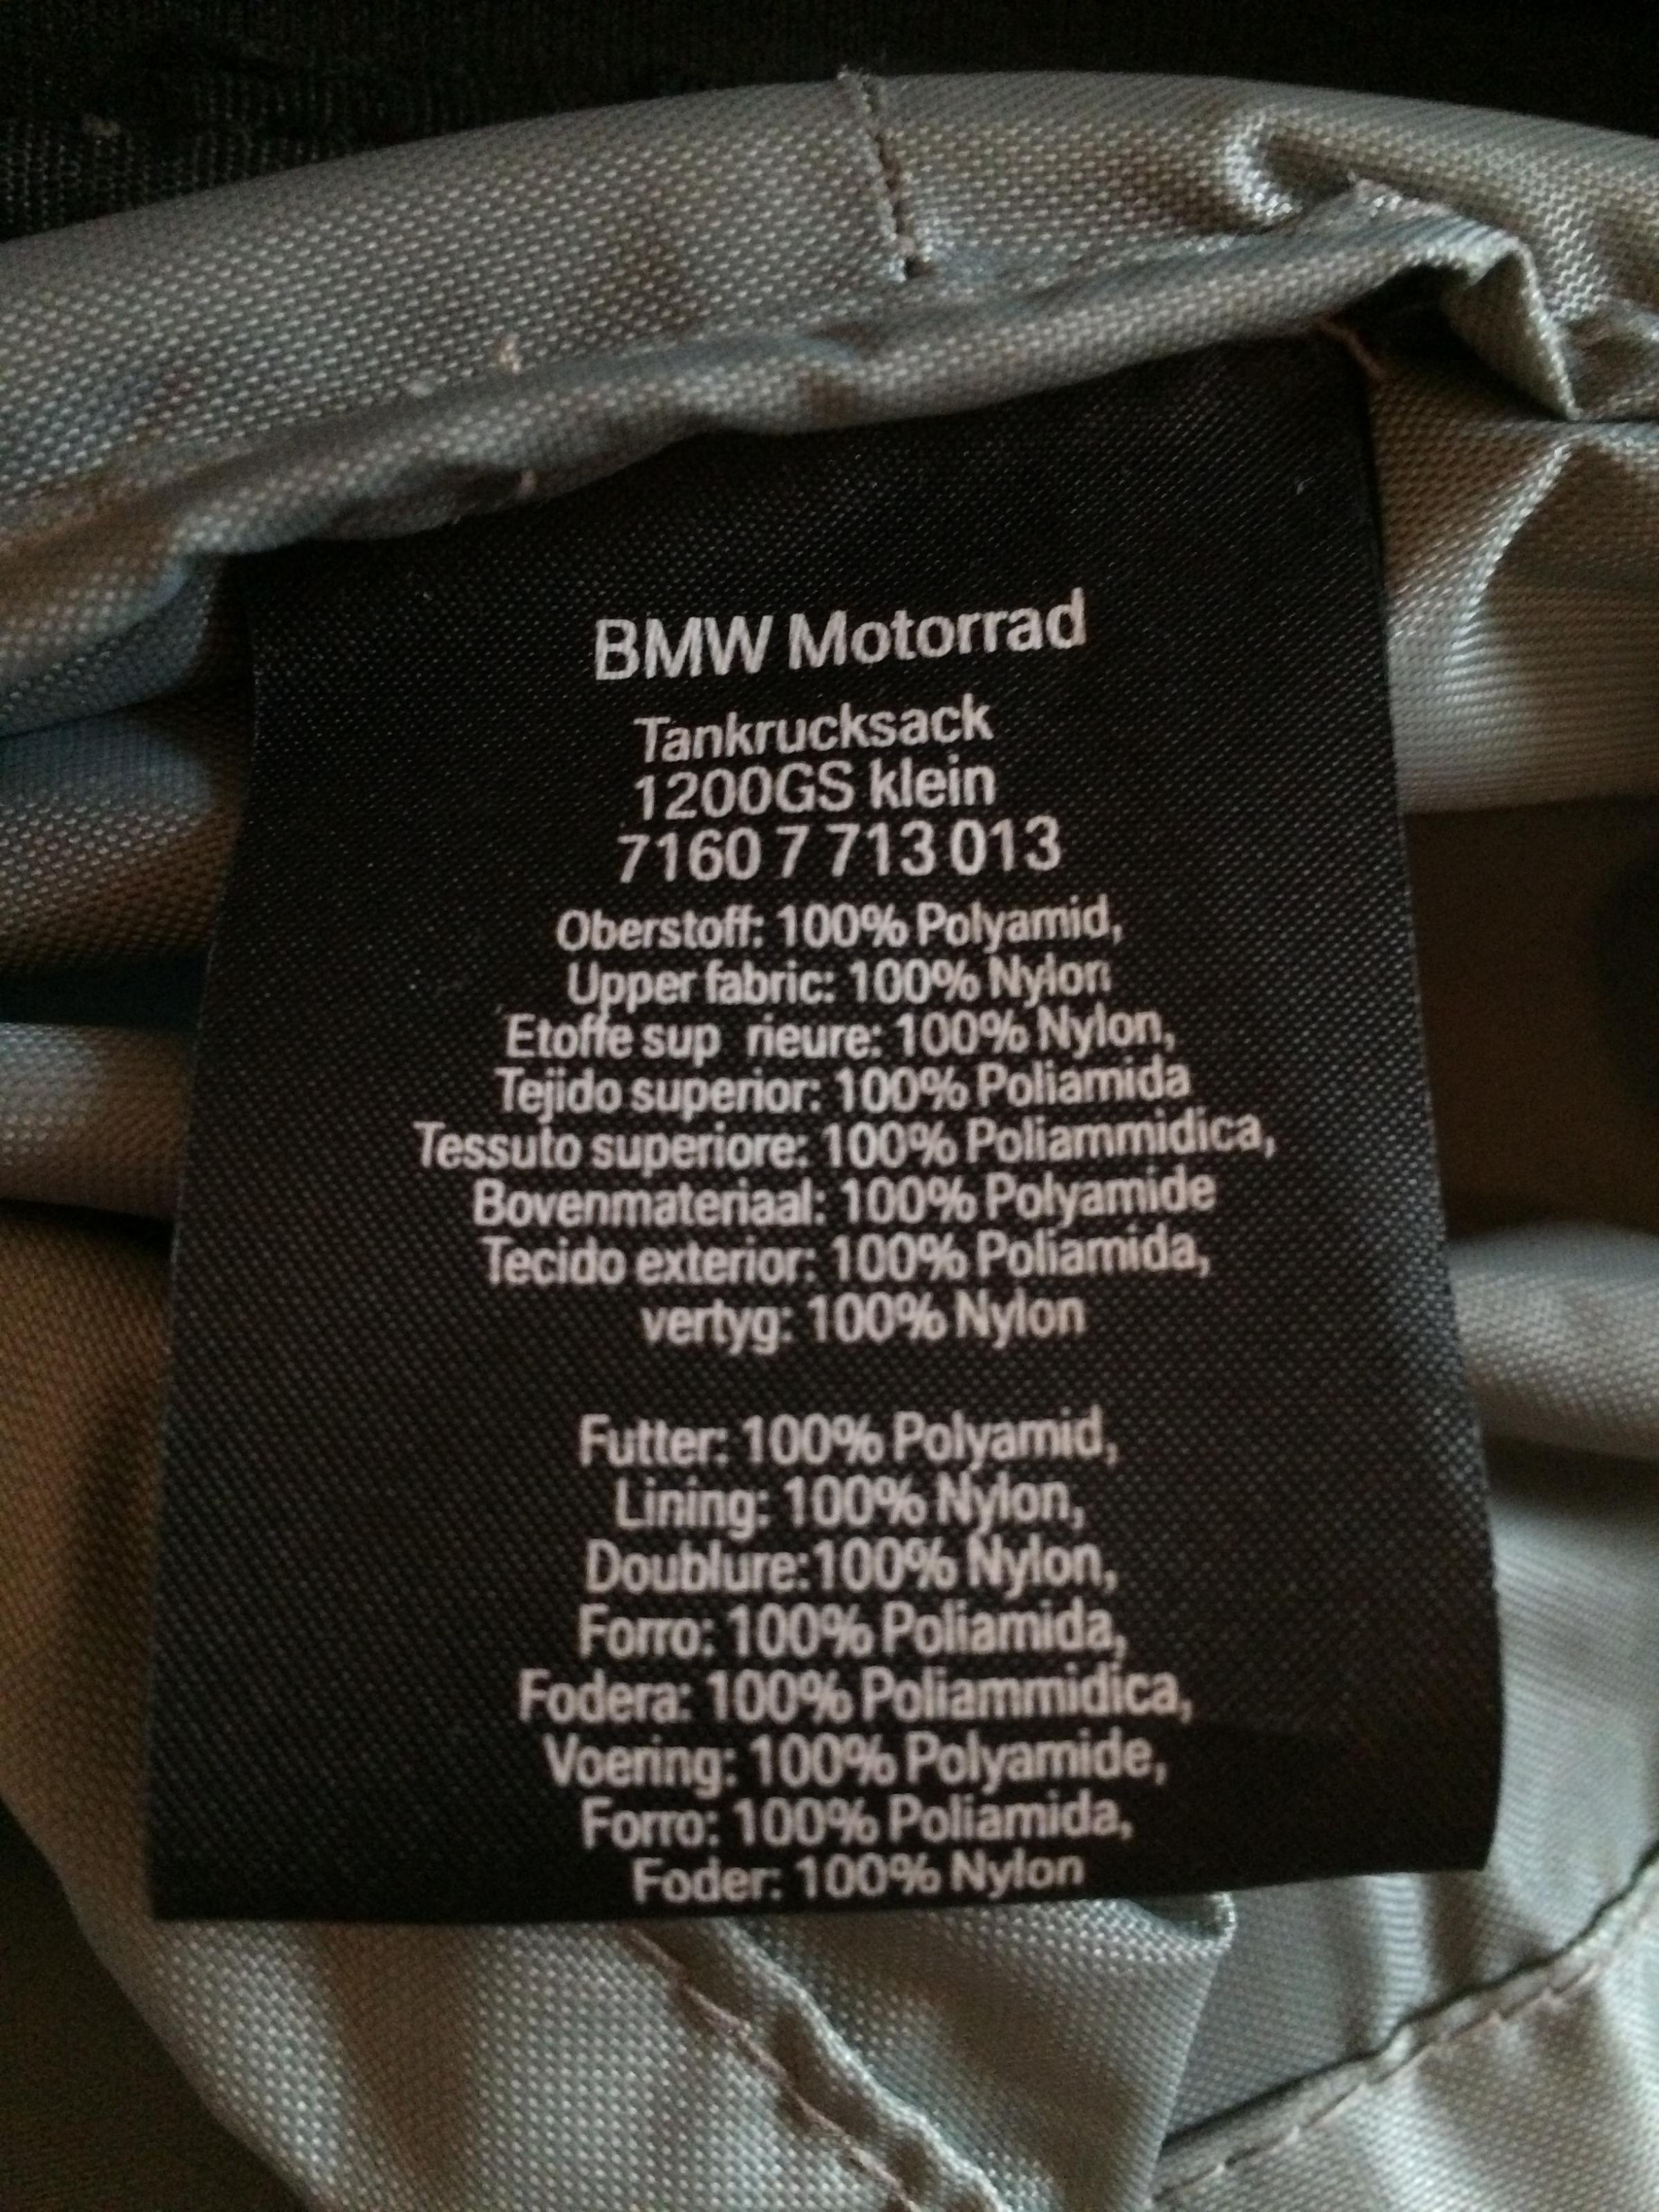 BMW Motorrad
Tankrucksack
1200GS klein
7160 7 713 013
Oberstoff: 100% Polyamid,
Upper fabric: 100% Nylon
Etoffe sup  rieure: 100% Nylon,
Tejido superior: 100% Poliamida
Tessuto superiore: 100% Poliammidica,
Bovenmateriaal: 100% Polyamide
Tecido exterior: 100% Poliamida,
vertyg: 100% Nylon
Futter: 100% Polyamid,
Lining: 100% Nylon,
Doublure:100% Nylon,
Forro: 100% Poliamida,
Fodera: 100% Poliammidica,
Voering: 100% Polyamide,
Forro: 100% Poliamida,
Foder: 100% Nylon